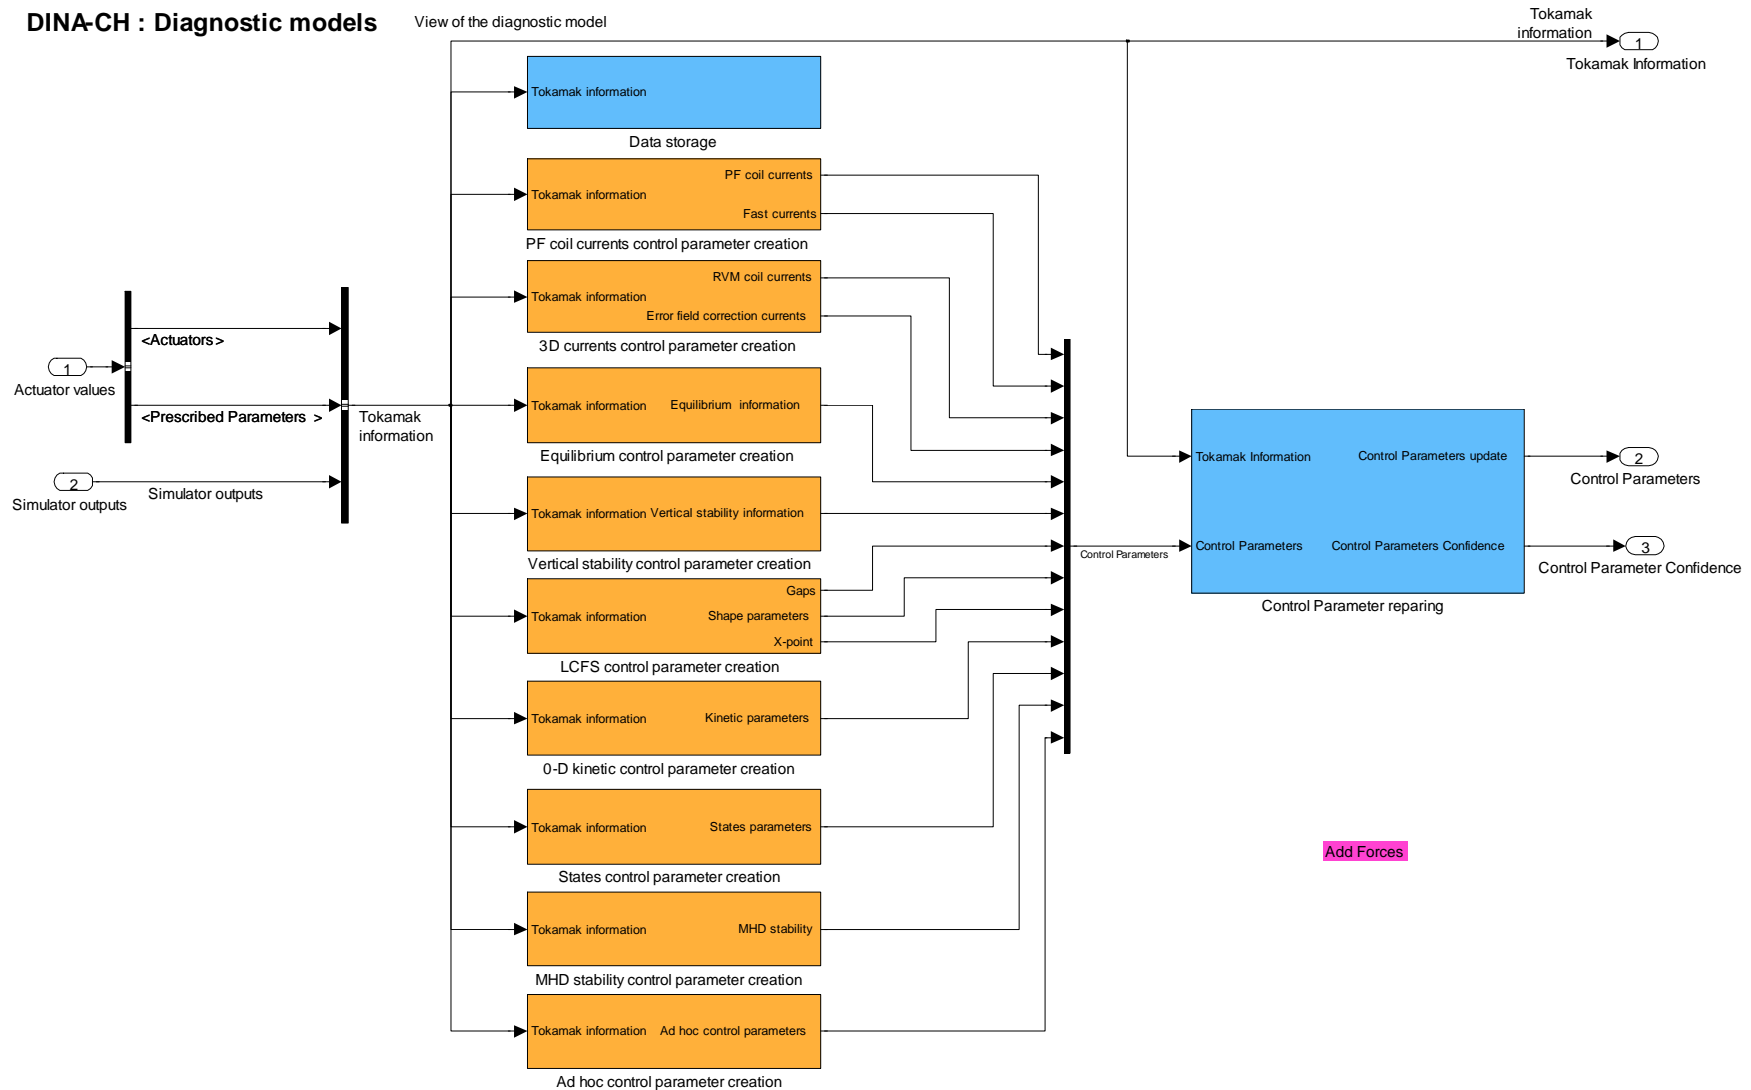 DINA-CH : Diagnostic models
View of the diagnostic model
Tokamak
information
1
Tokamak Information
Tokamak information
Data storage
Tokamak information
PF coil currents
Fast currents
PF coil currents control parameter creation
Tokamak information
RVM coil currents
Error field correction currents
3D currents control parameter creation
<Actuators>
1
Actuator values
<Prescribed Parameters >
Tokamak
information
2
Simulator outputs
Simulator outputs
Tokamak information
Equilibrium information
Equilibrium control parameter creation
Tokamak information
Vertical stability information
Vertical stability control parameter creation
Tokamak information
Gaps
Shape parameters
X-point
LCFS control parameter creation
Tokamak information
Kinetic parameters
0-D kinetic control parameter creation
Tokamak information
States parameters
States control parameter creation
Tokamak information
MHD stability
MHD stability control parameter creation
Tokamak information
Ad hoc control parameters
Ad hoc control parameter creation
Control Parameters
Tokamak Information
Control Parameters update
Control Parameters
Control Parameters Confidence
Control Parameter reparing
2
Control Parameters
3
Control Parameter Confidence
Add Forces